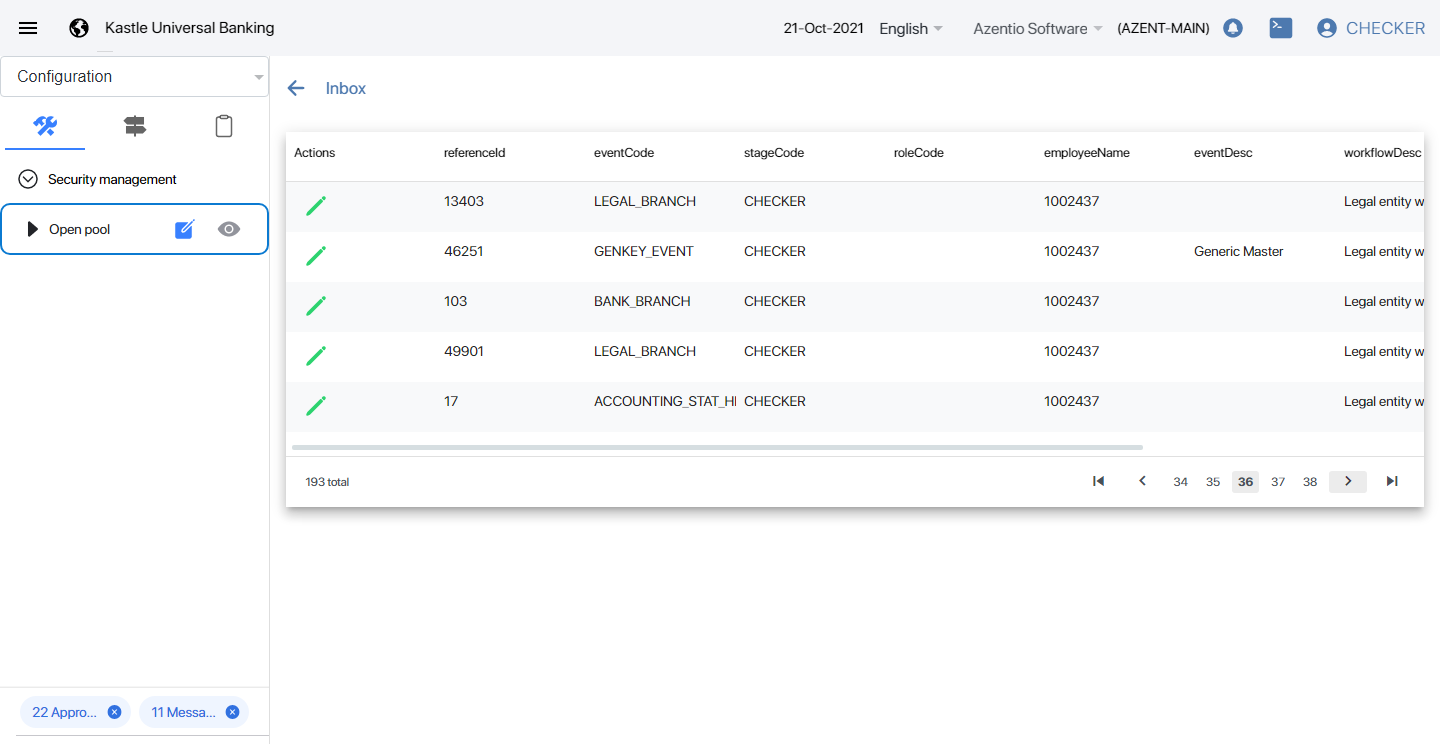 Kastle Universal Banking 21-Oct-2021 English Azentio Software (AZENT-MAIN) CHECKER
Configuration
Security management
Open pool
22 Appro... 11 Messa...
Inbox
Actions referenceId eventCode stageCode roleCode employeeName eventDesc workflowDesc
13403 LEGAL_BRANCH CHECKER 1002437 Legal entity w
46251 GENKEY_EVENT CHECKER 1002437 Generic Master Legal entity w
103 BANK_BRANCH CHECKER 1002437 Legal entity w
49901 LEGAL_BRANCH CHECKER 1002437 Legal entity w
17 ACCOUNTING_STAT_H CHECKER 1002437 Legal entity w
193 total 34 35 36 37 38